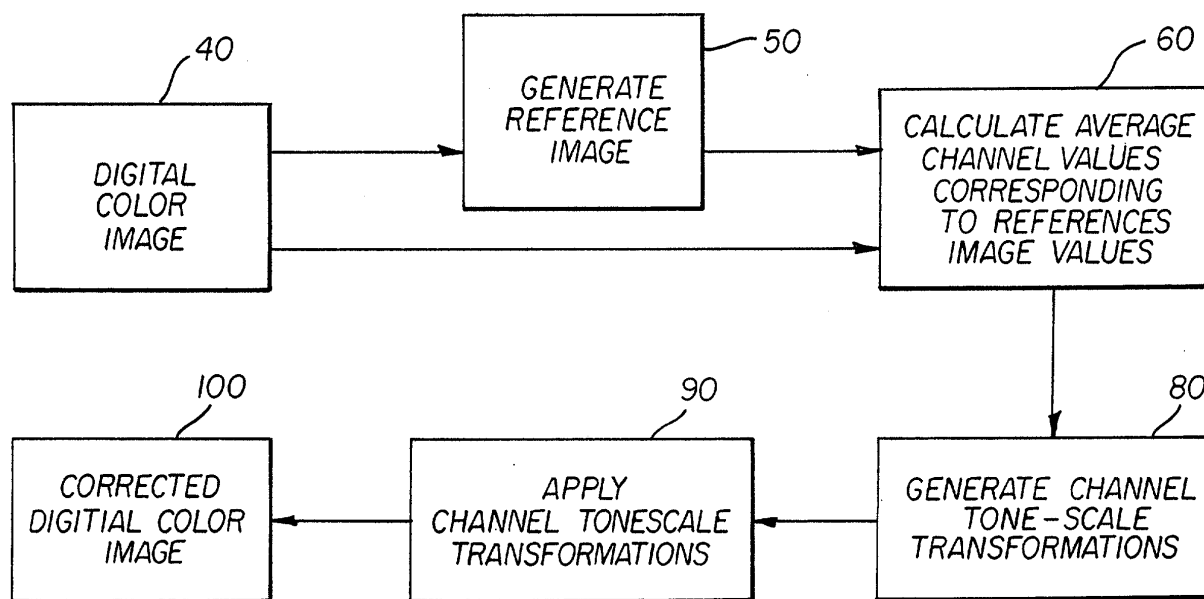 40
DIGITAL
COLOR
IMAGE
50
GENERATE
REFERENCE
IMAGE
60
CALCULATE AVERAGE
CHANNEL VALUES
CORRESPONDING
TO REFERENCES
IMAGE VALUES
80
GENERATE CHANNEL
TONE-SCALE
TRANSFORMATIONS
90
APPLY
CHANNEL TONESCALE
TRANSFORMATIONS
100
CORRECTED
DIGITIAL COLOR
IMAGE